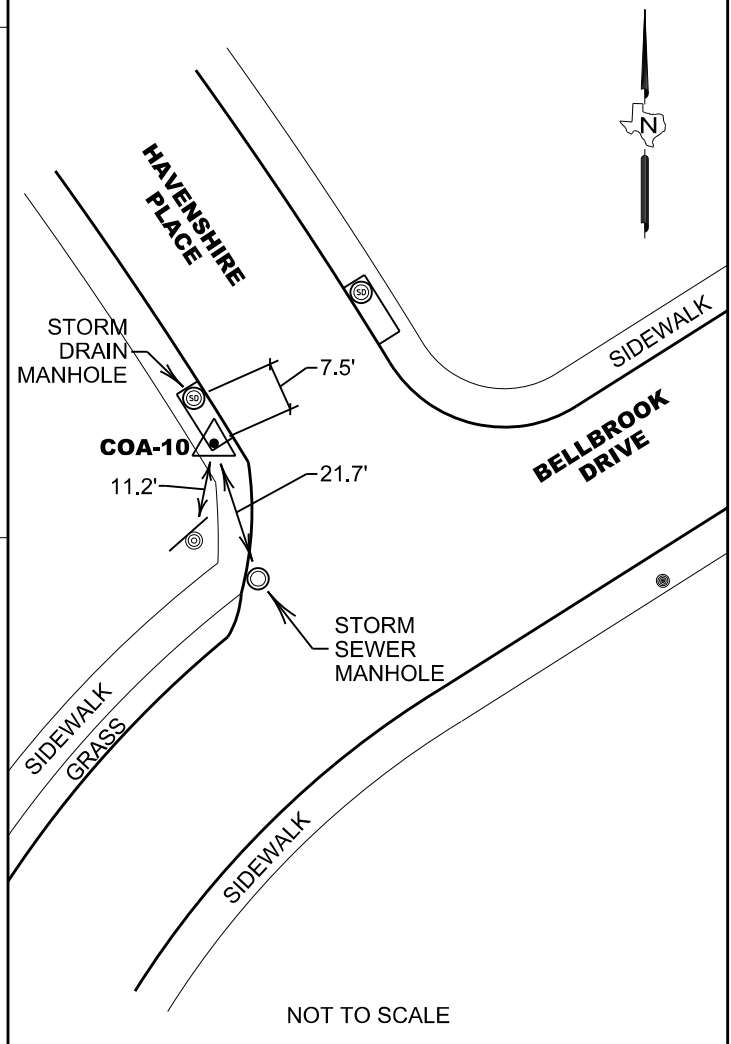 N
HAVENSHIRE
PLACE
SD
SIDEWALK
STORM
DRAIN
MANHOLE
SD
7.5'
BELLBROOK
DRIVE
COA-10
11.2'
21.7'
STORM
SEWER
MANHOLE
SIDEWALK
GRASS
SIDEWALK
NOT TO SCALE